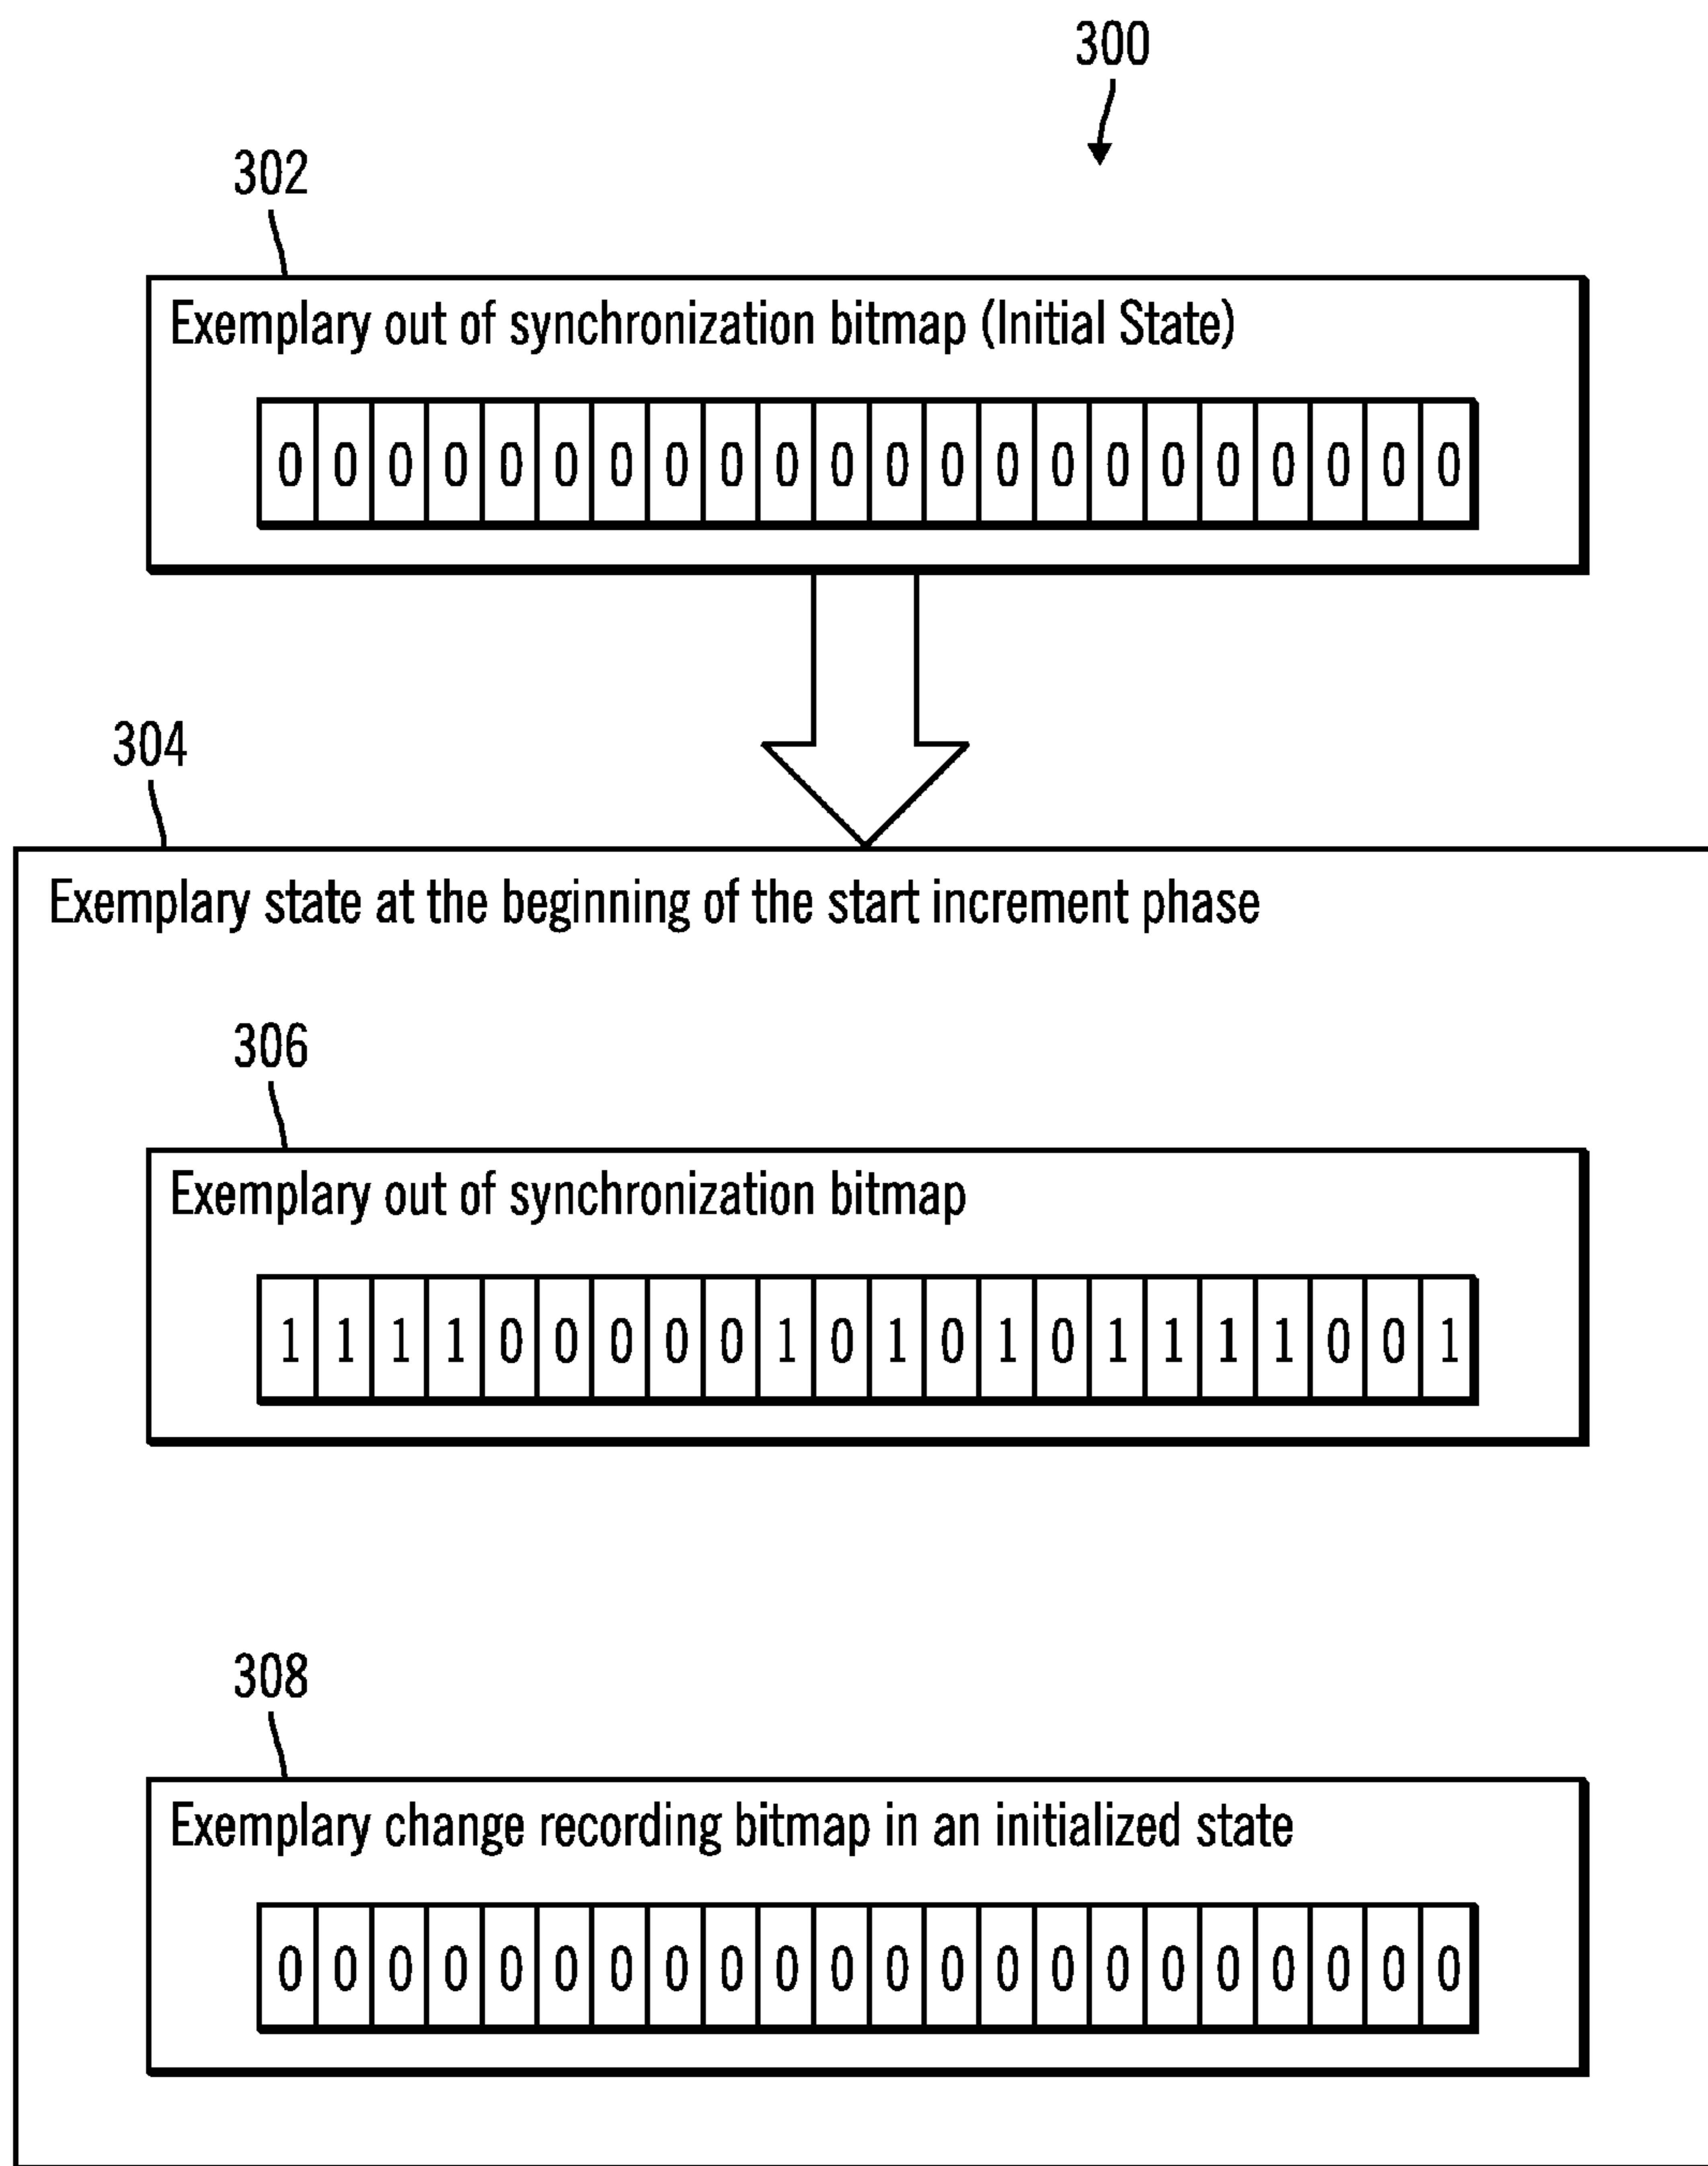 300
302
Exemplary out of synchronization bitmap (Initial State)
0 0 0 0 0 0 0 0 0 0 0 0 0 0 0 0 0 0 0 0 0 0
304
Exemplary state at the beginning of the start increment phase
306
Exemplary out of synchronization bitmap
1 1 1 1 0 0 0 0 0 1 0 1 0 1 0 1 1 1 1 0 0 1
308
Exemplary change recording bitmap in an initialized state
0 0 0 0 0 0 0 0 0 0 0 0 0 0 0 0 0 0 0 0 0 0